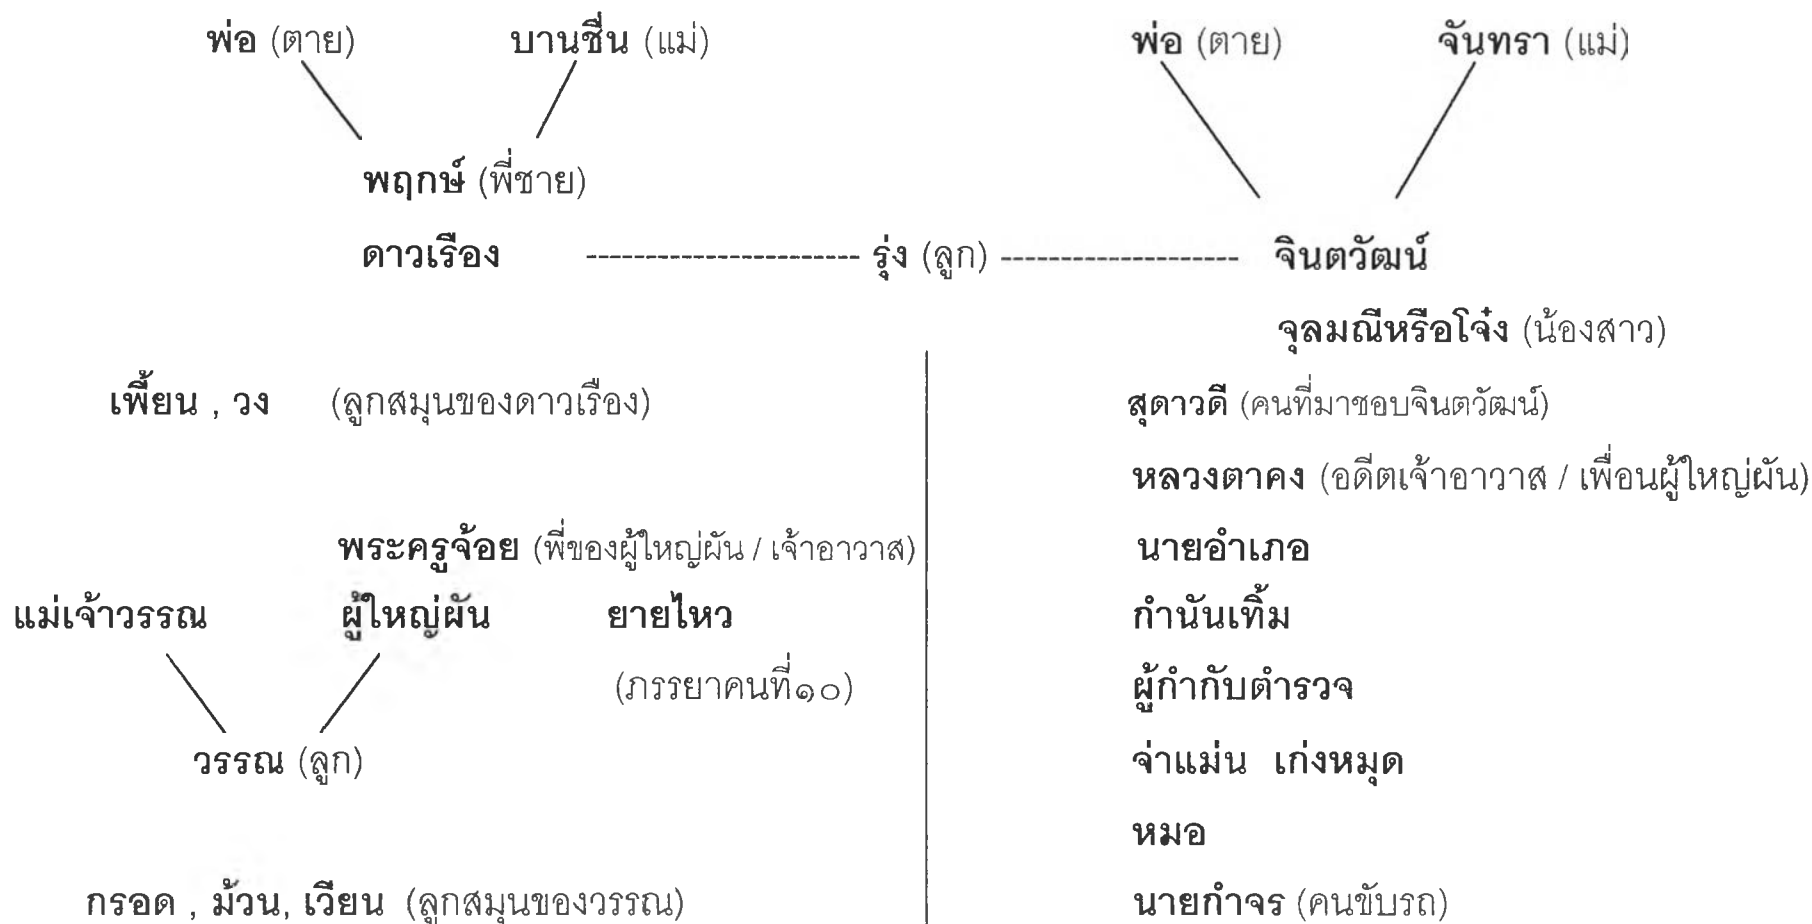 พ่อ (ตาย) บานชื่น (แม่) พ่อ (ตาย) จันทรา (แม่)
พฤกษ์ (พี่ชาย)
ดาวเรือง ---------------------- รุ่ง (ลูก) ------------------- จินตวัฒน์
จุลมณีหรือโจ๋ง (น้องสาว)
เพี้ยน , วง (ลูกสมุนของดาวเรือง) สุดาวดี (คนที่มาชอบจินตวัฒน์)
หลวงตาคง (อดีตเจ้าอาวาส / เพื่อนผู้ใหญ่ผัน)
พระครูจ้อย (พี่ของผู้ใหญ่ผัน / เจ้าอาวาส) นายอำเภอ
แม่เจ้าวรรณ ผู้ใหญ่ผัน ยายไหว กำนันเทิ้ม
(ภรรยาคนที่๑๐) ผู้กำกับตำรวจ
วรรณ (ลูก) จ่าแม่น เก่งหมุด
หมอ
กรอด , ม้วน, เวียน (ลูกสมุนของวรรณ) นายกำจร (คนขับรถ)